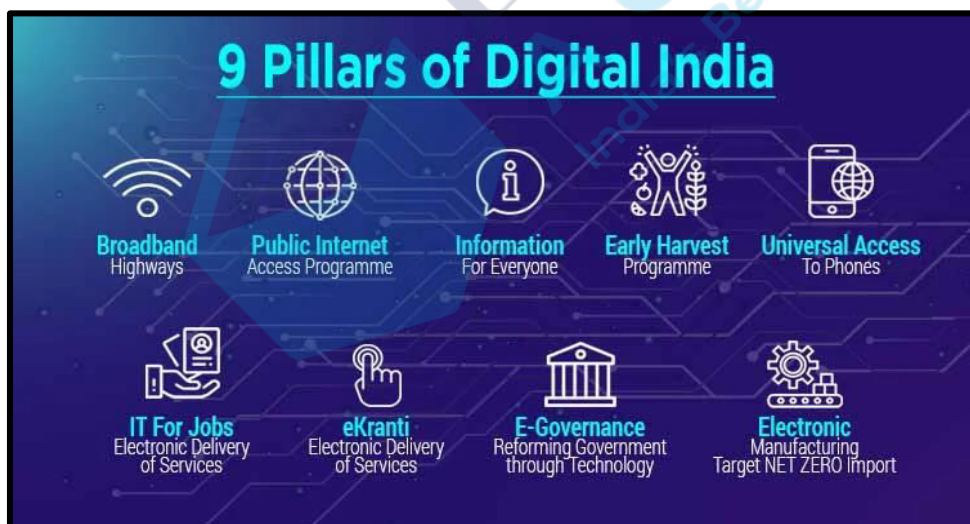 9 Pillars of Digital India
Broadband
Highways
Public Internet
Access Programme
Information
For Everyone
Early Harvest
Programme
Universal Access
To Phones
IT For Jobs
Electronic Delivery
of Services
eKranti
Electronic Delivery
of Services
E-Governance
Reforming Government
through Technology
Electronic
Manufacturing
Target NET ZERO Import